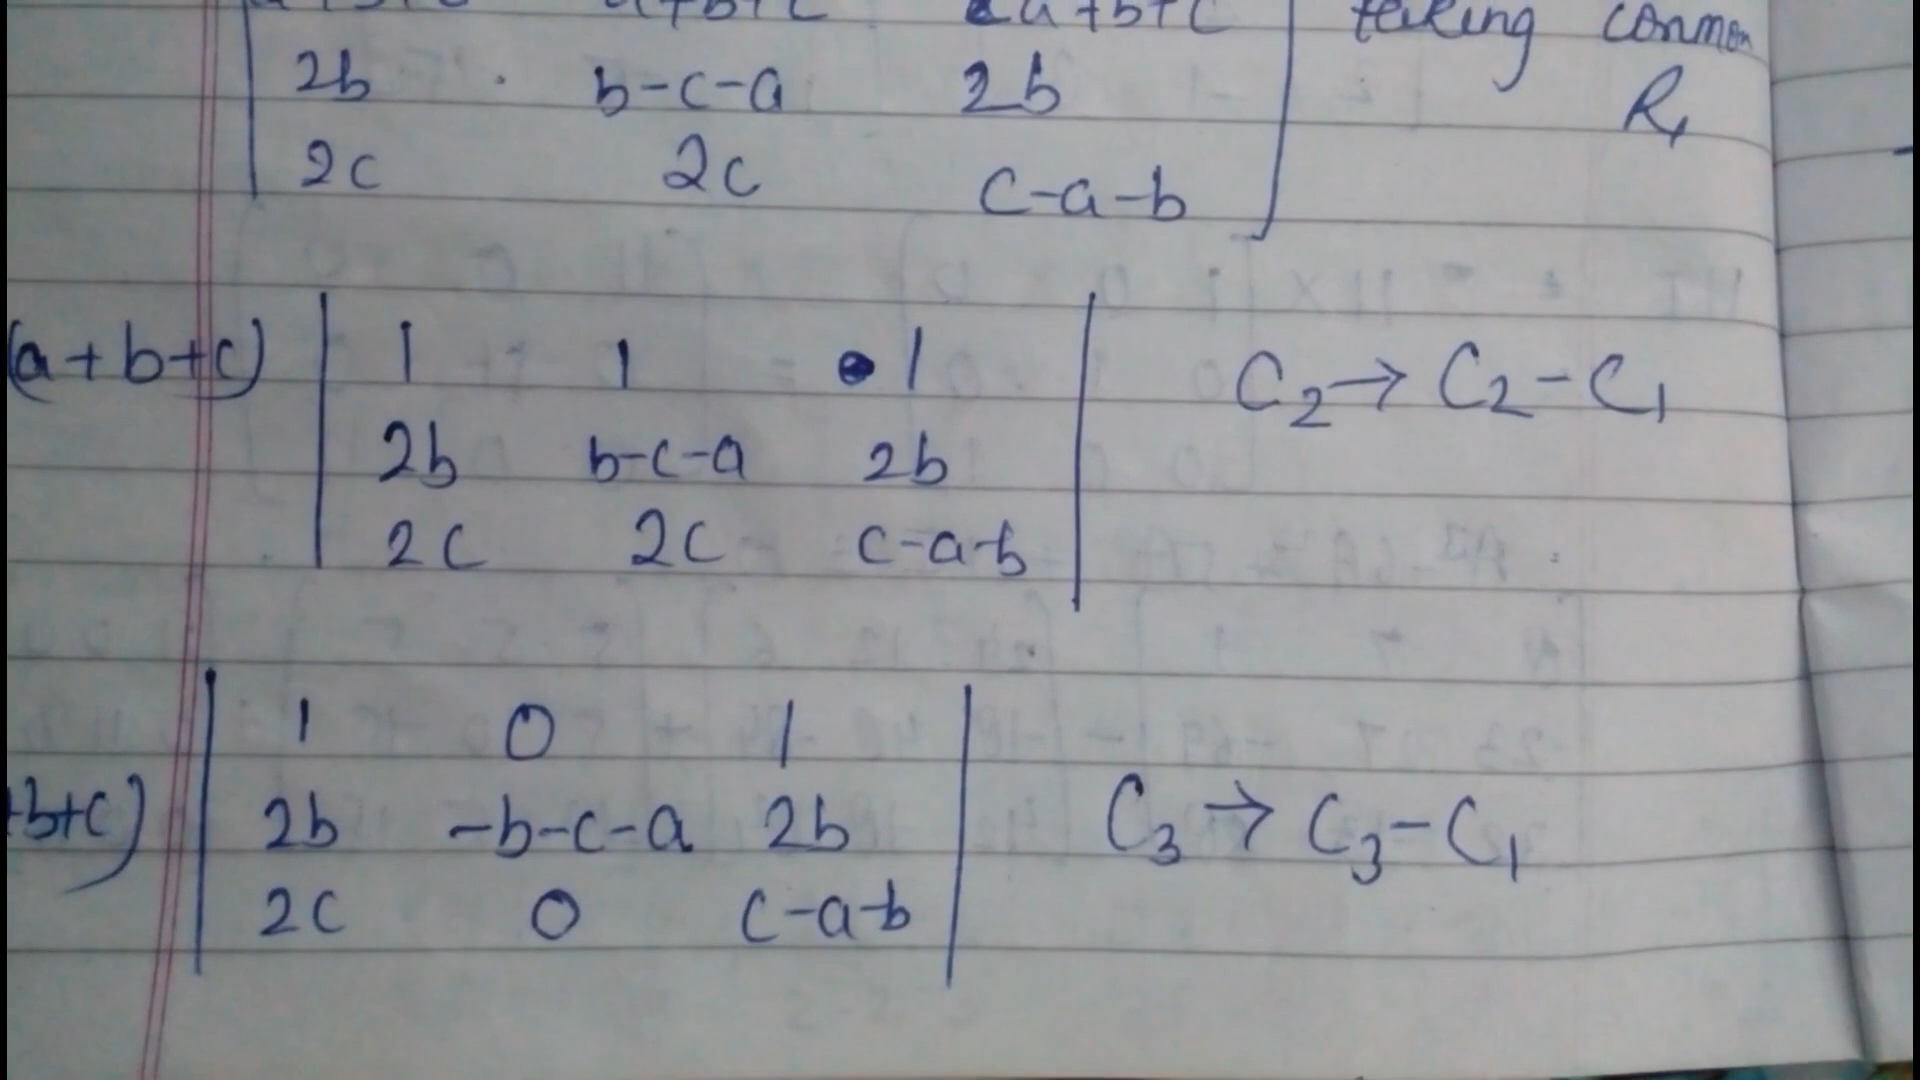 a+b+c a+b+c taking common
2b b-c-a 2b R₁
2c 2c c-a-b
(a+b+c) | 1 1 1 | C₂→C₂-C₁
2b b-c-a 2b
2c 2c c-a-b
1 0 1
+b+c) | 2b -b-c-a 2b | C₃→C₃-C₁
2c 0 c-a-b